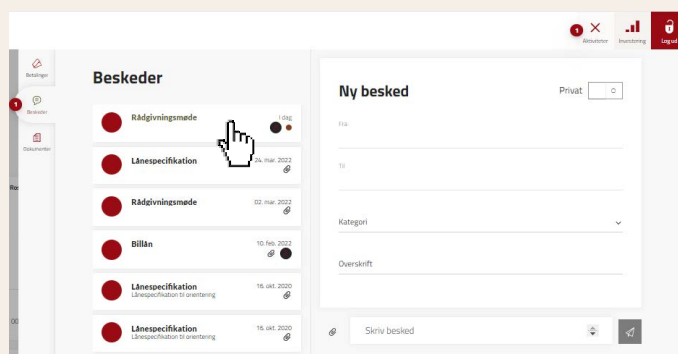 1
Aktiviteter
Investering
Log ud
Betalinger
1
Beskeder
Dokumenter
Beskeder
Rådgivningsmøde
I dag
Lånespecifikation
24. mar. 2022
Rådgivningsmøde
02. mar. 2022
Billån
10. feb. 2022
Lånespecifikation
16. okt. 2020
Lånespecifikation til orientering
Lånespecifikation
16. okt. 2020
Lånespecifikation til orientering
Ny besked
Privat
Fra
Til
Kategori
Overskrift
Skriv besked